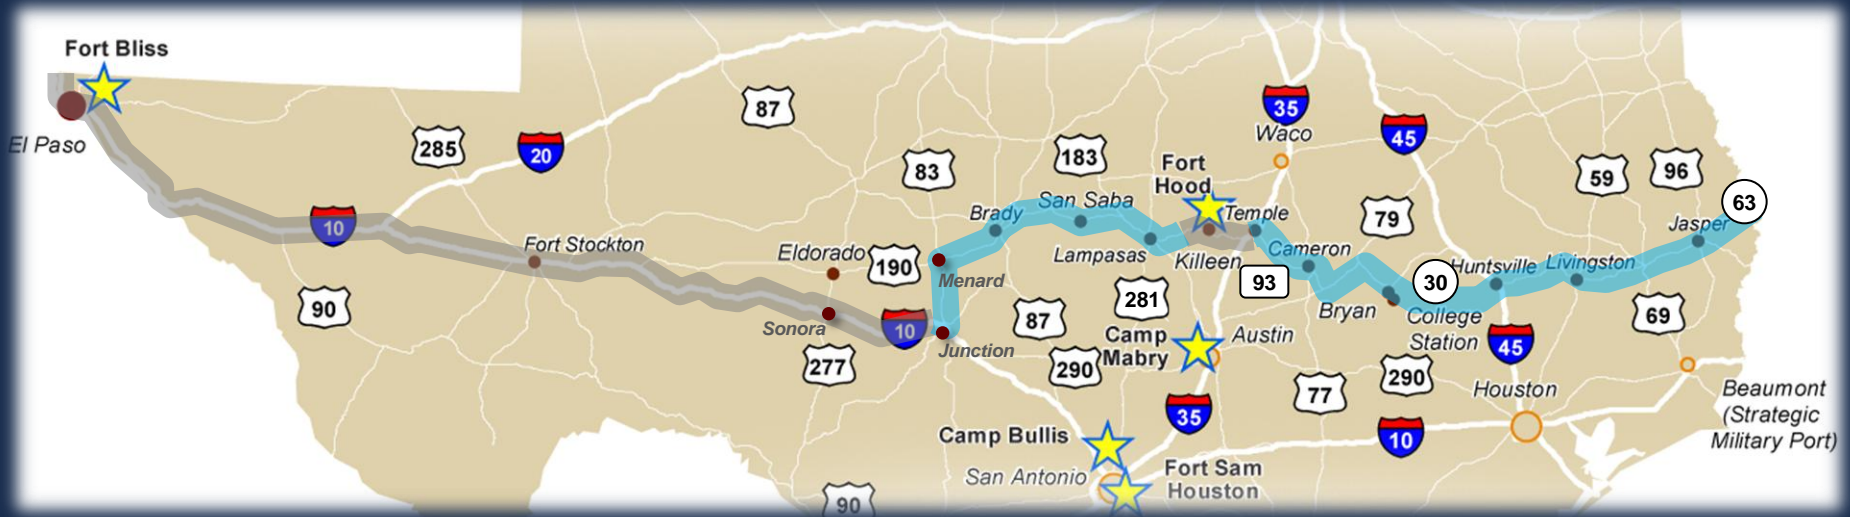 Fort Bliss
El Paso
285
20
87
83
183
35
Waco
45
Fort
Hood
59
96
63
10
Fort Stockton
Eldorado
190
Brady
San Saba
Temple
79
Jasper
90
Menard
Lampasas
Killeen
Cameron
93
30
Huntsville
Livingston
Sonora
10
277
Junction
87
281
Bryan
College
Station
69
Camp
Mabry
Austin
290
45
77
290
Houston
35
10
Beaumont
(Strategic
Military Port)
Camp Bullis
San Antonio
Fort Sam
Houston
90